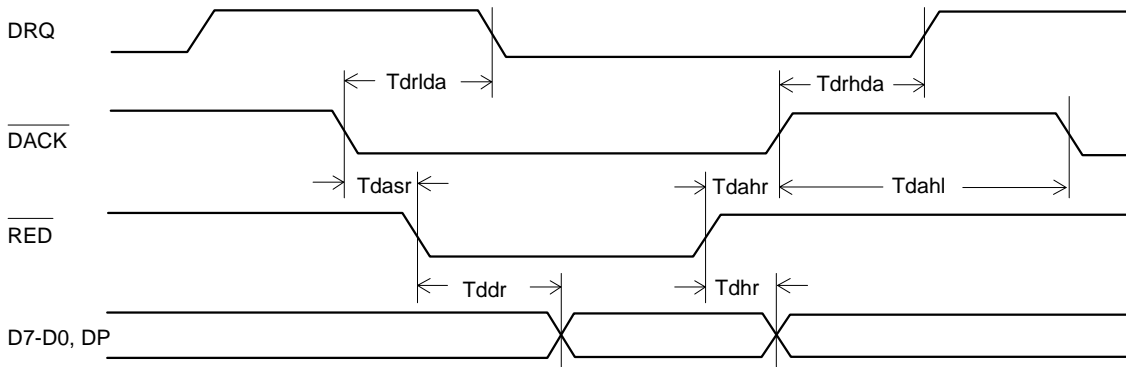 DRQ
Tdrlda
Tdrhda
DACK
Tdasr
Tdahr
Tdahl
RED
Tddr
Tdhr
D7-D0, DP